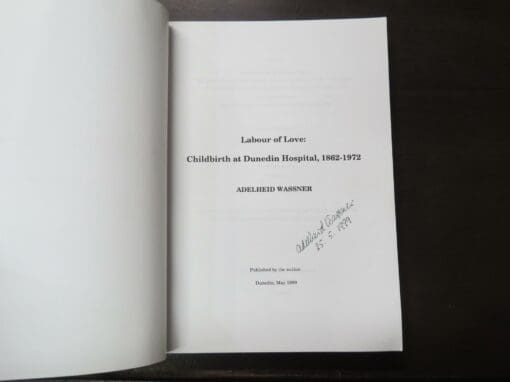 Labour of Love:
Childbirth at Dunedin Hospital, 1862-1972
ADELHEID WASSNER
Adelheid Wassner
25. 5. 1999
Published by the author
Dunedin, May 1999